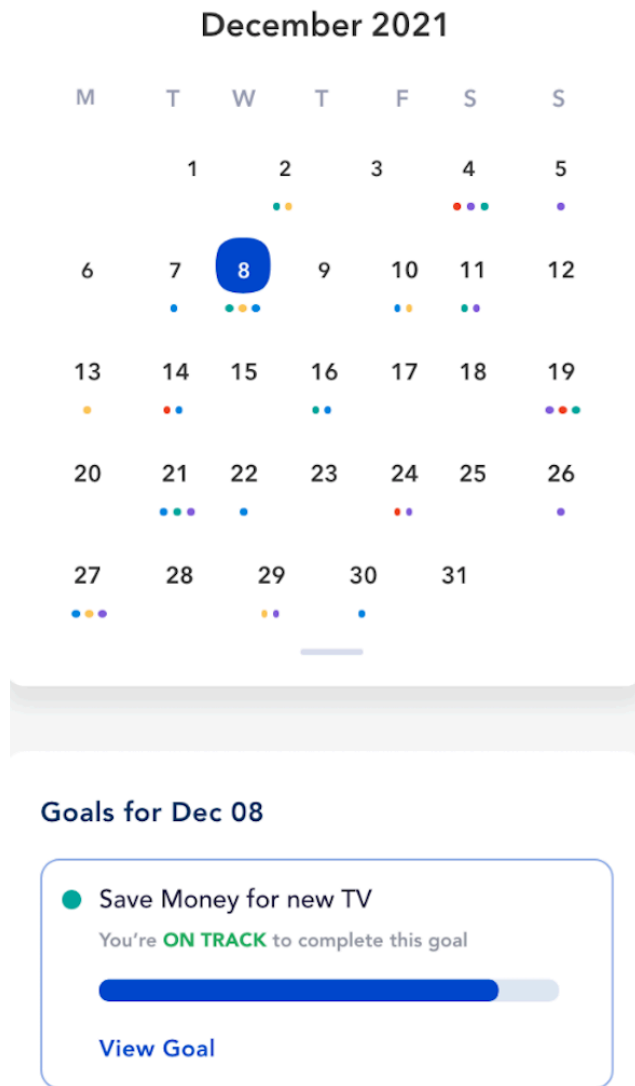 December 2021
M T W T F S S
1 2 3 4 5
6 7 8 9 10 11 12
13 14 15 16 17 18 19
20 21 22 23 24 25 26
27 28 29 30 31
Goals for Dec 08
Save Money for new TV
You're ON TRACK to complete this goal
View Goal